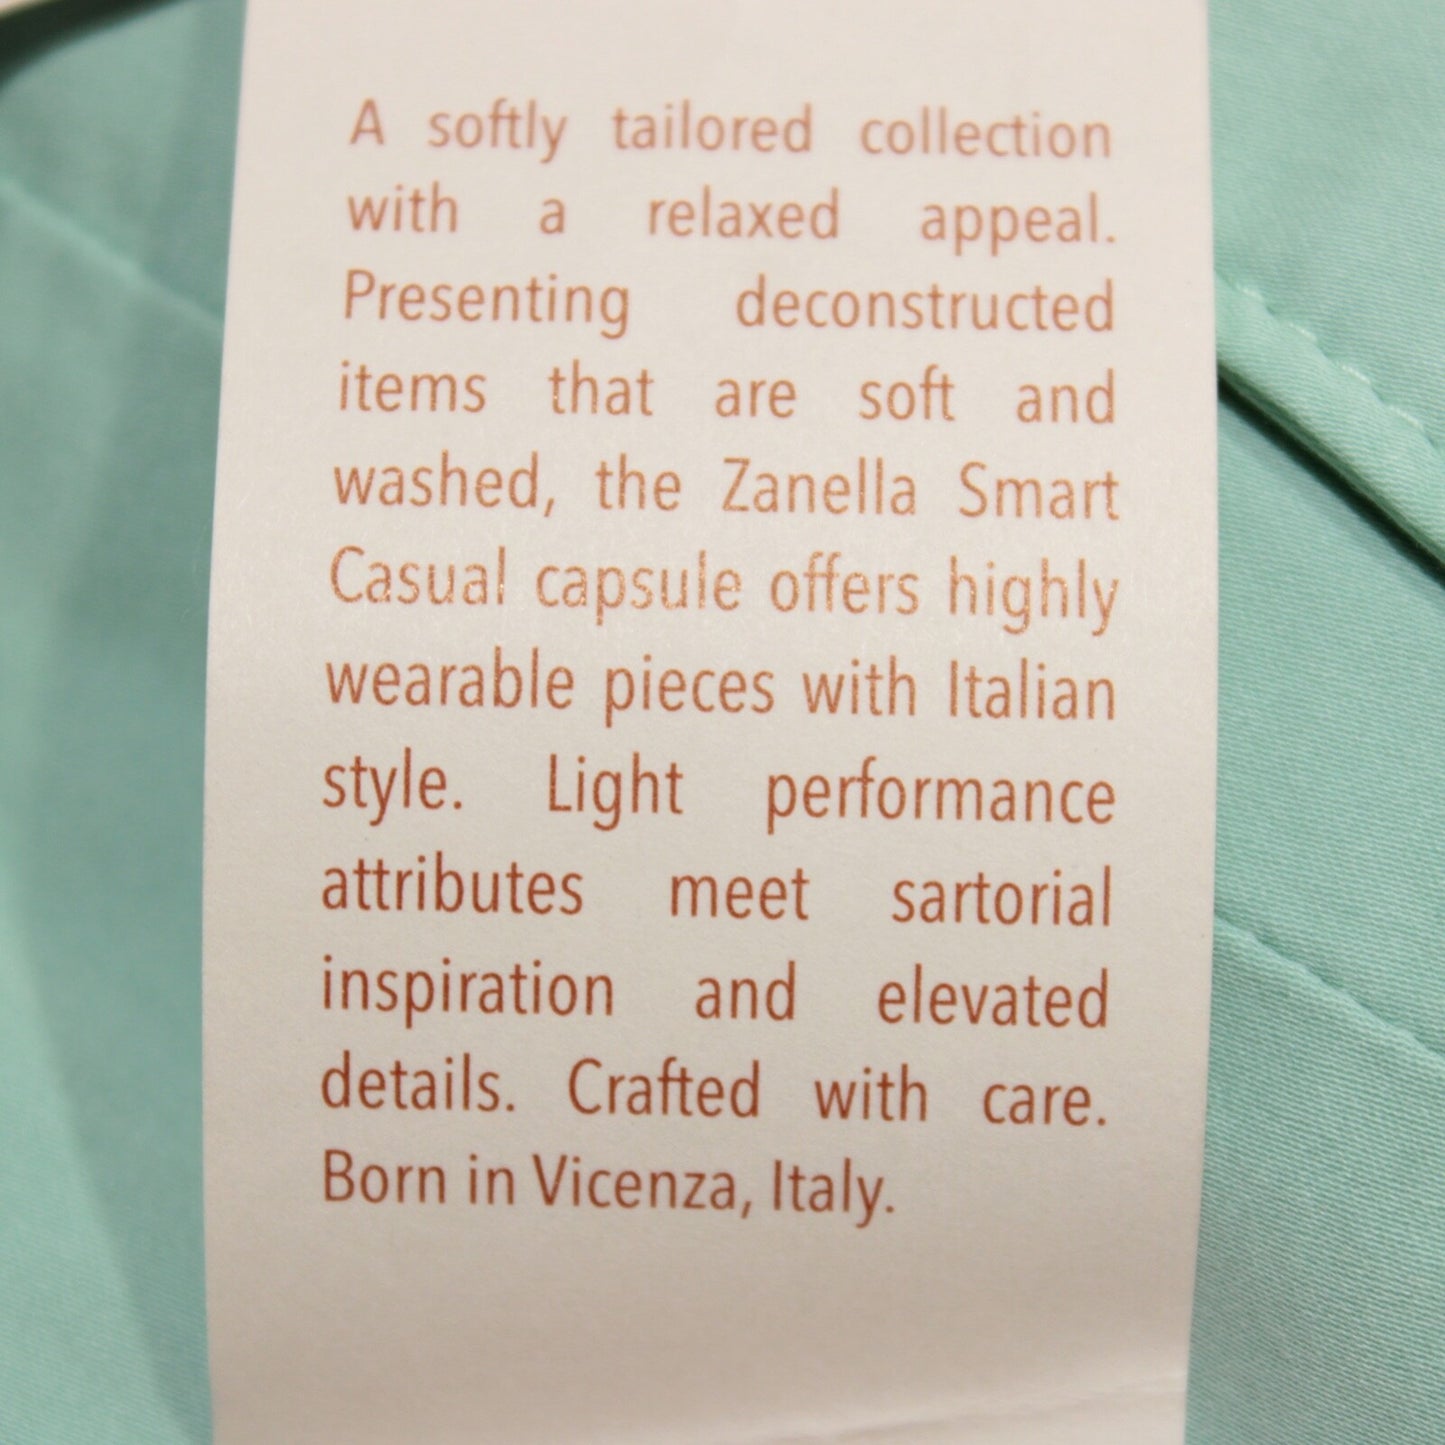 A softly tailored collection
with a relaxed appeal.
Presenting deconstructed
items that are soft and
washed, the Zanella Smart
Casual capsule offers highly
wearable pieces with Italian
style. Light performance
attributes meet sartorial
inspiration and elevated
details. Crafted with care.
Born in Vicenza, Italy.